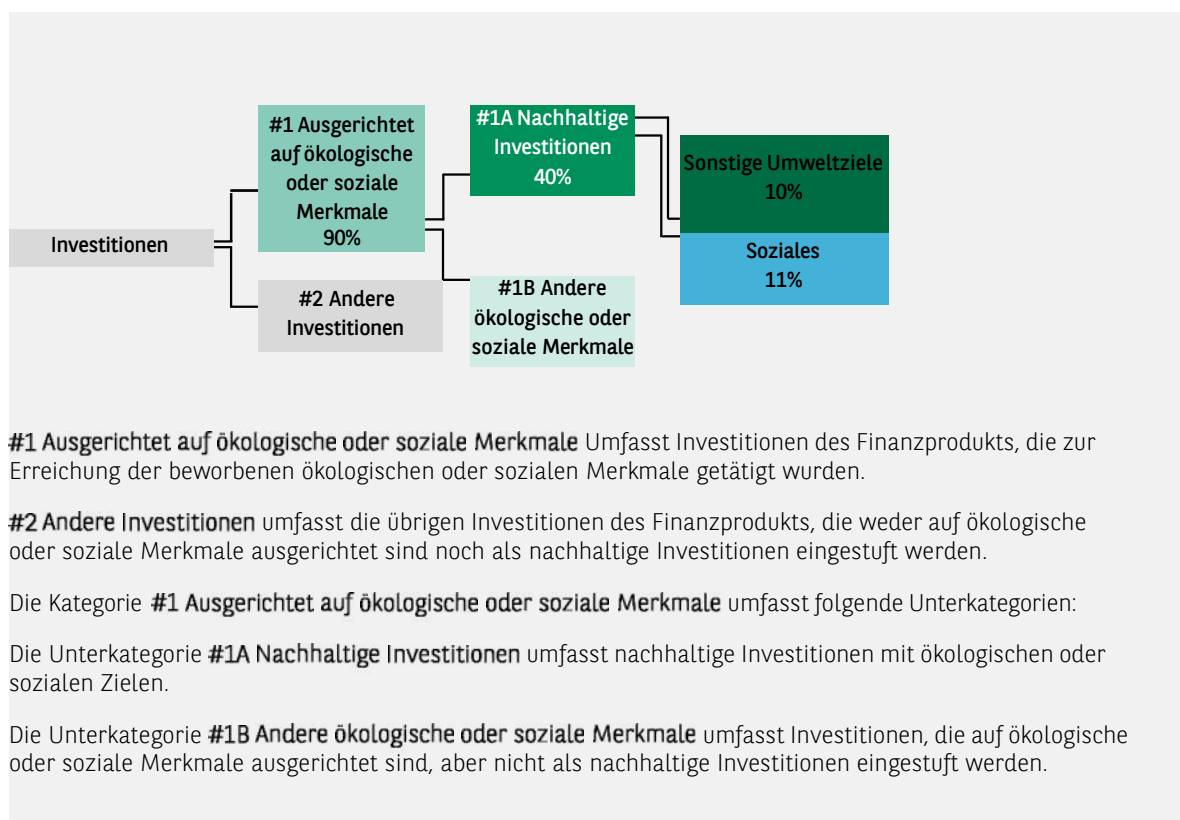 #1 Ausgerichtet
auf ökologische
oder soziale
Merkmale
90%
#1A Nachhaltige
Investitionen
40%
Sonstige Umweltziele
10%
Investitionen
Soziales
11%
#2 Andere
Investitionen
#1B Andere
ökologische oder
soziale Merkmale
#1 Ausgerichtet auf ökologische oder soziale Merkmale Umfasst Investitionen des Finanzprodukts, die zur
Erreichung der beworbenen ökologischen oder sozialen Merkmale getätigt wurden.
#2 Andere Investitionen umfasst die übrigen Investitionen des Finanzprodukts, die weder auf ökologische
oder soziale Merkmale ausgerichtet sind noch als nachhaltige Investitionen eingestuft werden.
Die Kategorie #1 Ausgerichtet auf ökologische oder soziale Merkmale umfasst folgende Unterkategorien:
Die Unterkategorie #1A Nachhaltige Investitionen umfasst nachhaltige Investitionen mit ökologischen oder
sozialen Zielen.
Die Unterkategorie #1B Andere ökologische oder soziale Merkmale umfasst Investitionen, die auf ökologische
oder soziale Merkmale ausgerichtet sind, aber nicht als nachhaltige Investitionen eingestuft werden.